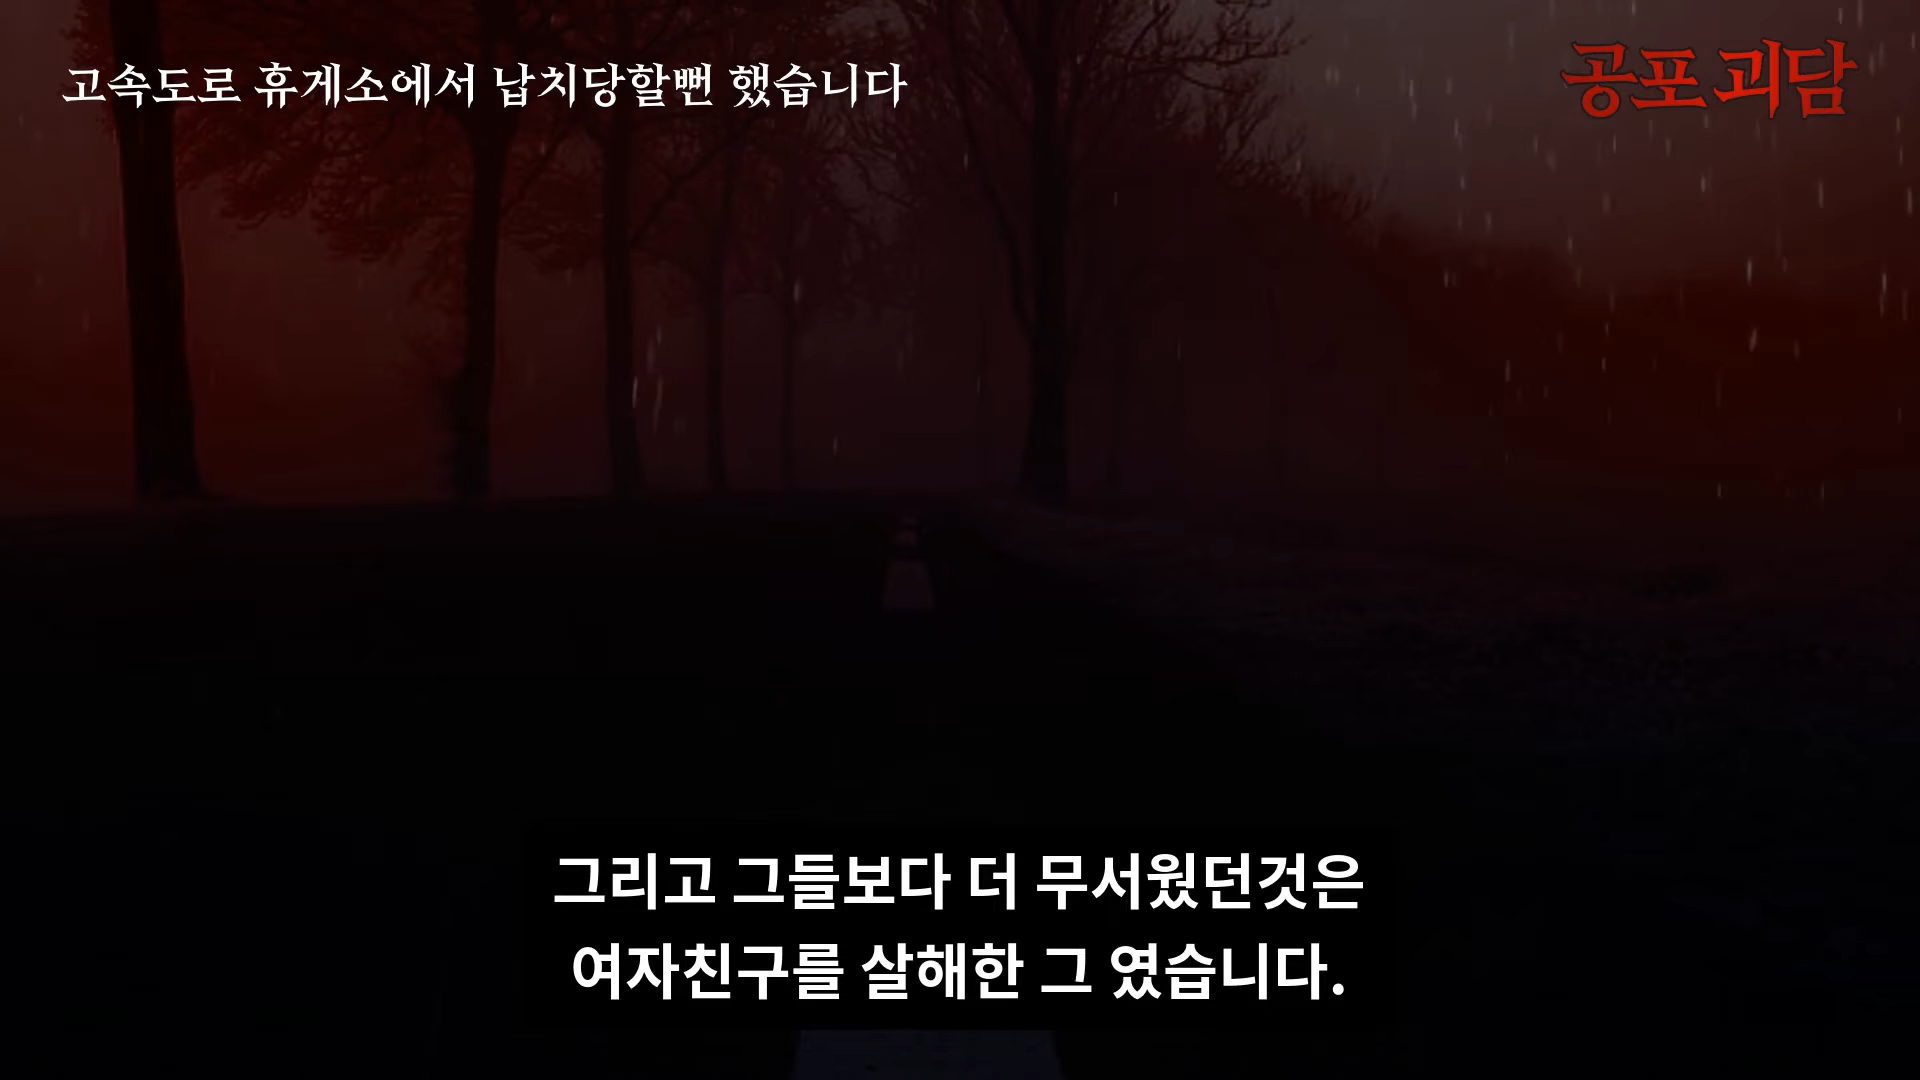 고속도로 휴게소에서 납치당할뻔 했습니다
공포 괴담
그리고 그들보다 더 무서웠던것은
여자친구를 살해한 그 였습니다.